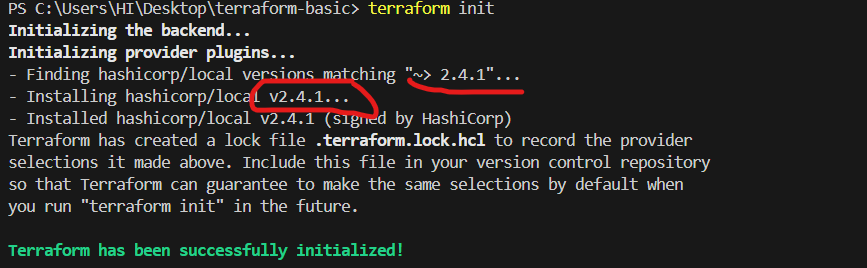 PS C:\Users\HI\Desktop\terraform-basic> terraform init
Initializing the backend...
Initializing provider plugins...
- Finding hashicorp/local versions matching "~> 2.4.1"...
- Installing hashicorp/local v2.4.1...
- Installed hashicorp/local v2.4.1 (signed by HashiCorp)
Terraform has created a lock file .terraform.lock.hcl to record the provider
selections it made above. Include this file in your version control repository
so that Terraform can guarantee to make the same selections by default when
you run "terraform init" in the future.
Terraform has been successfully initialized!